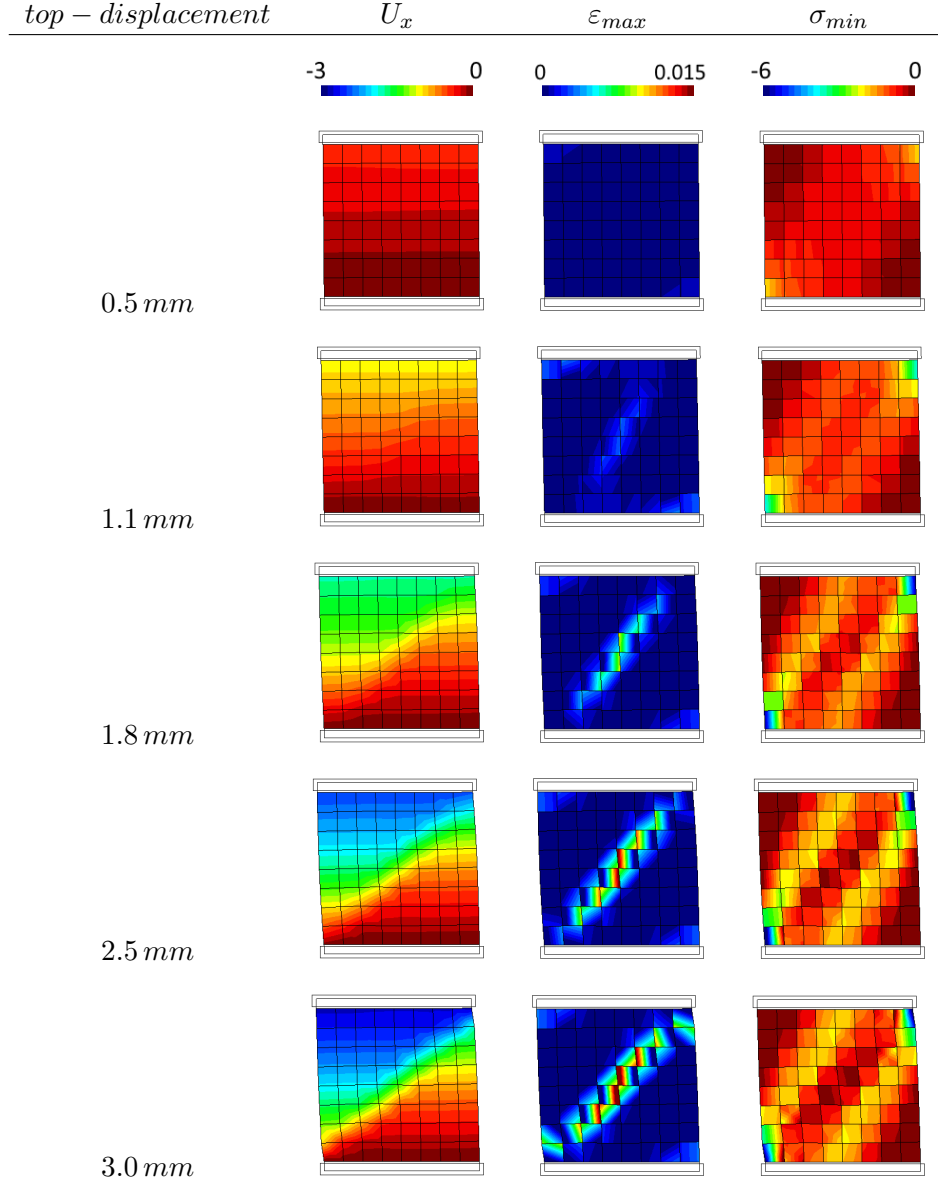 top − displacement U_x ε_max σ_min
-3 0 0 0.015 -6 0
0.5 mm
1.1 mm
1.8 mm
2.5 mm
3.0 mm